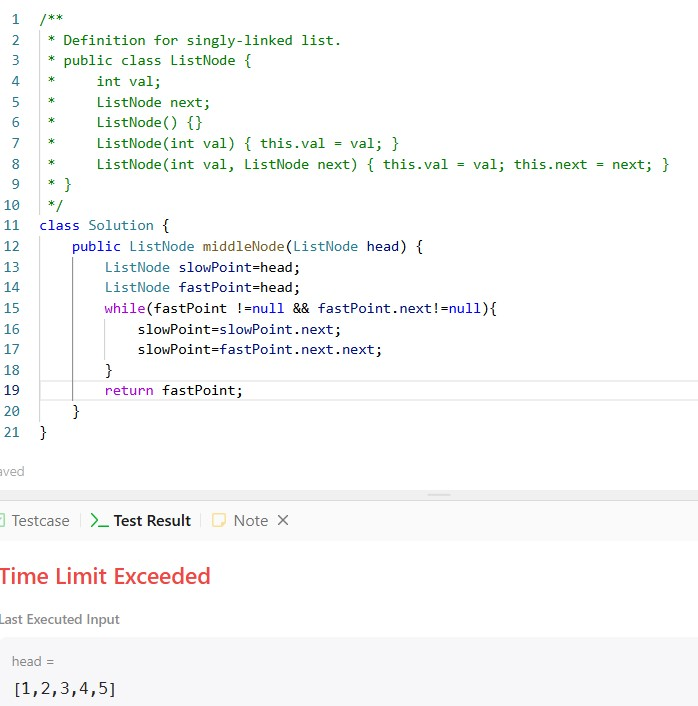 1 /**
2 * Definition for singly-linked list.
3 * public class ListNode {
4 *     int val;
5 *     ListNode next;
6 *     ListNode() {}
7 *     ListNode(int val) { this.val = val; }
8 *     ListNode(int val, ListNode next) { this.val = val; this.next = next; }
9 * }
10 */
11 class Solution {
12     public ListNode middleNode(ListNode head) {
13         ListNode slowPoint=head;
14         ListNode fastPoint=head;
15         while(fastPoint !=null && fastPoint.next!=null){
16             slowPoint=slowPoint.next;
17             slowPoint=fastPoint.next.next;
18         }
19         return fastPoint;
20     }
21 }
aved
Testcase >_ Test Result Note ×
Time Limit Exceeded
Last Executed Input
head =
[1,2,3,4,5]